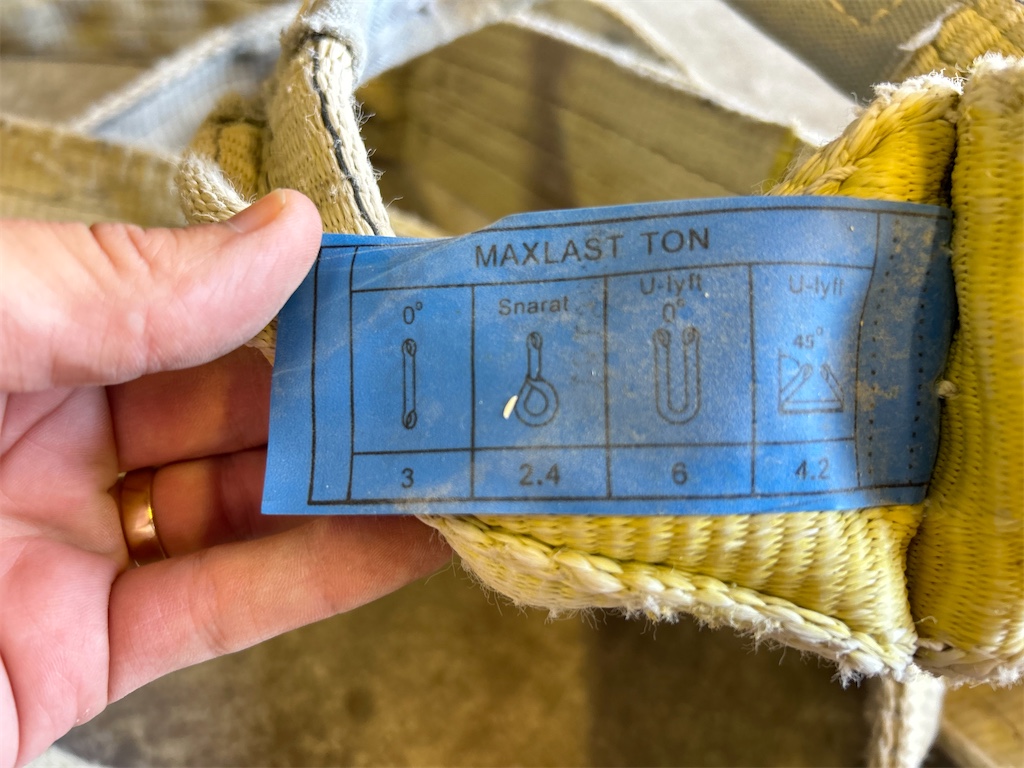 MAXLAST TON
0° Snarat U-lyft 0° U-lyft 45°
3 2.4 6 4.2